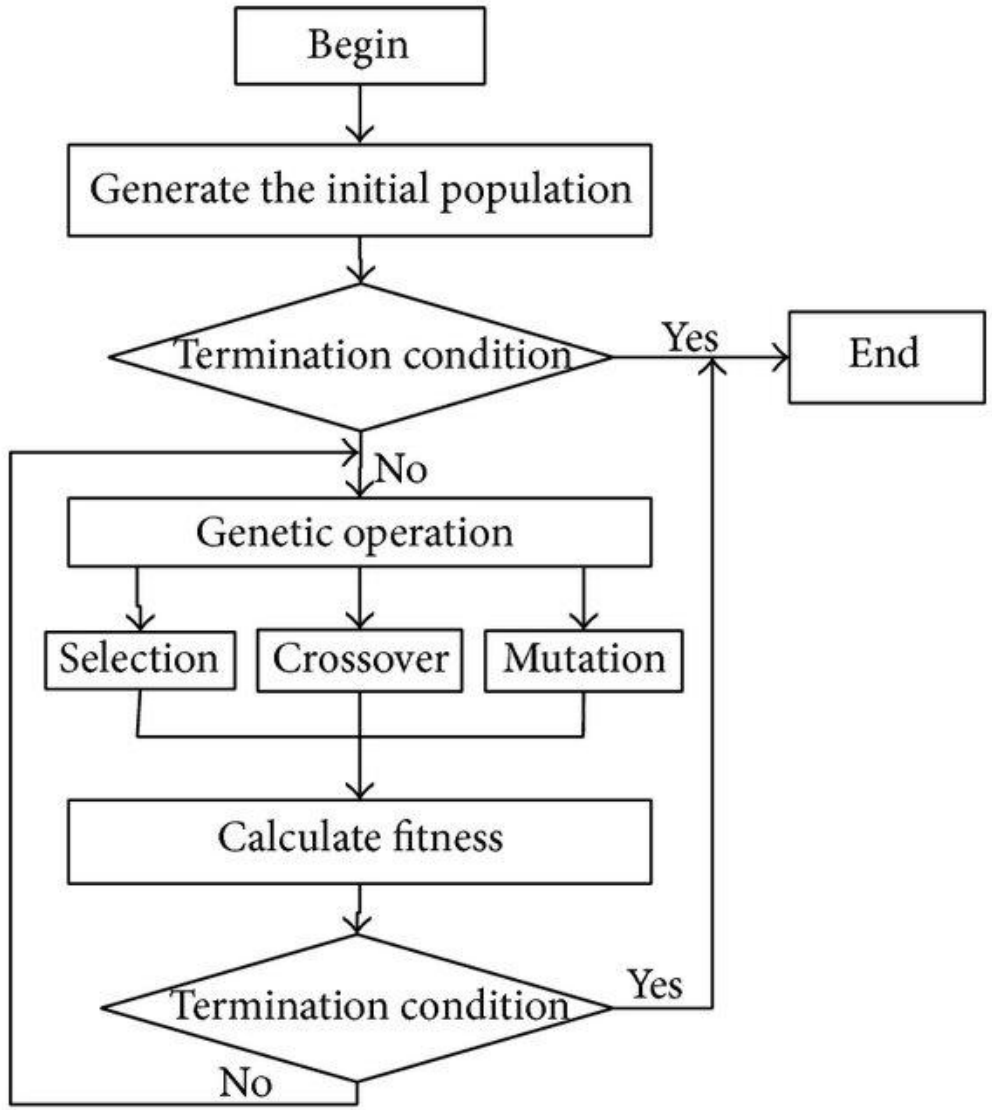 Begin
Generate the initial population
Termination condition
Yes
End
No
Genetic operation
Selection
Crossover
Mutation
Calculate fitness
Termination condition
Yes
No